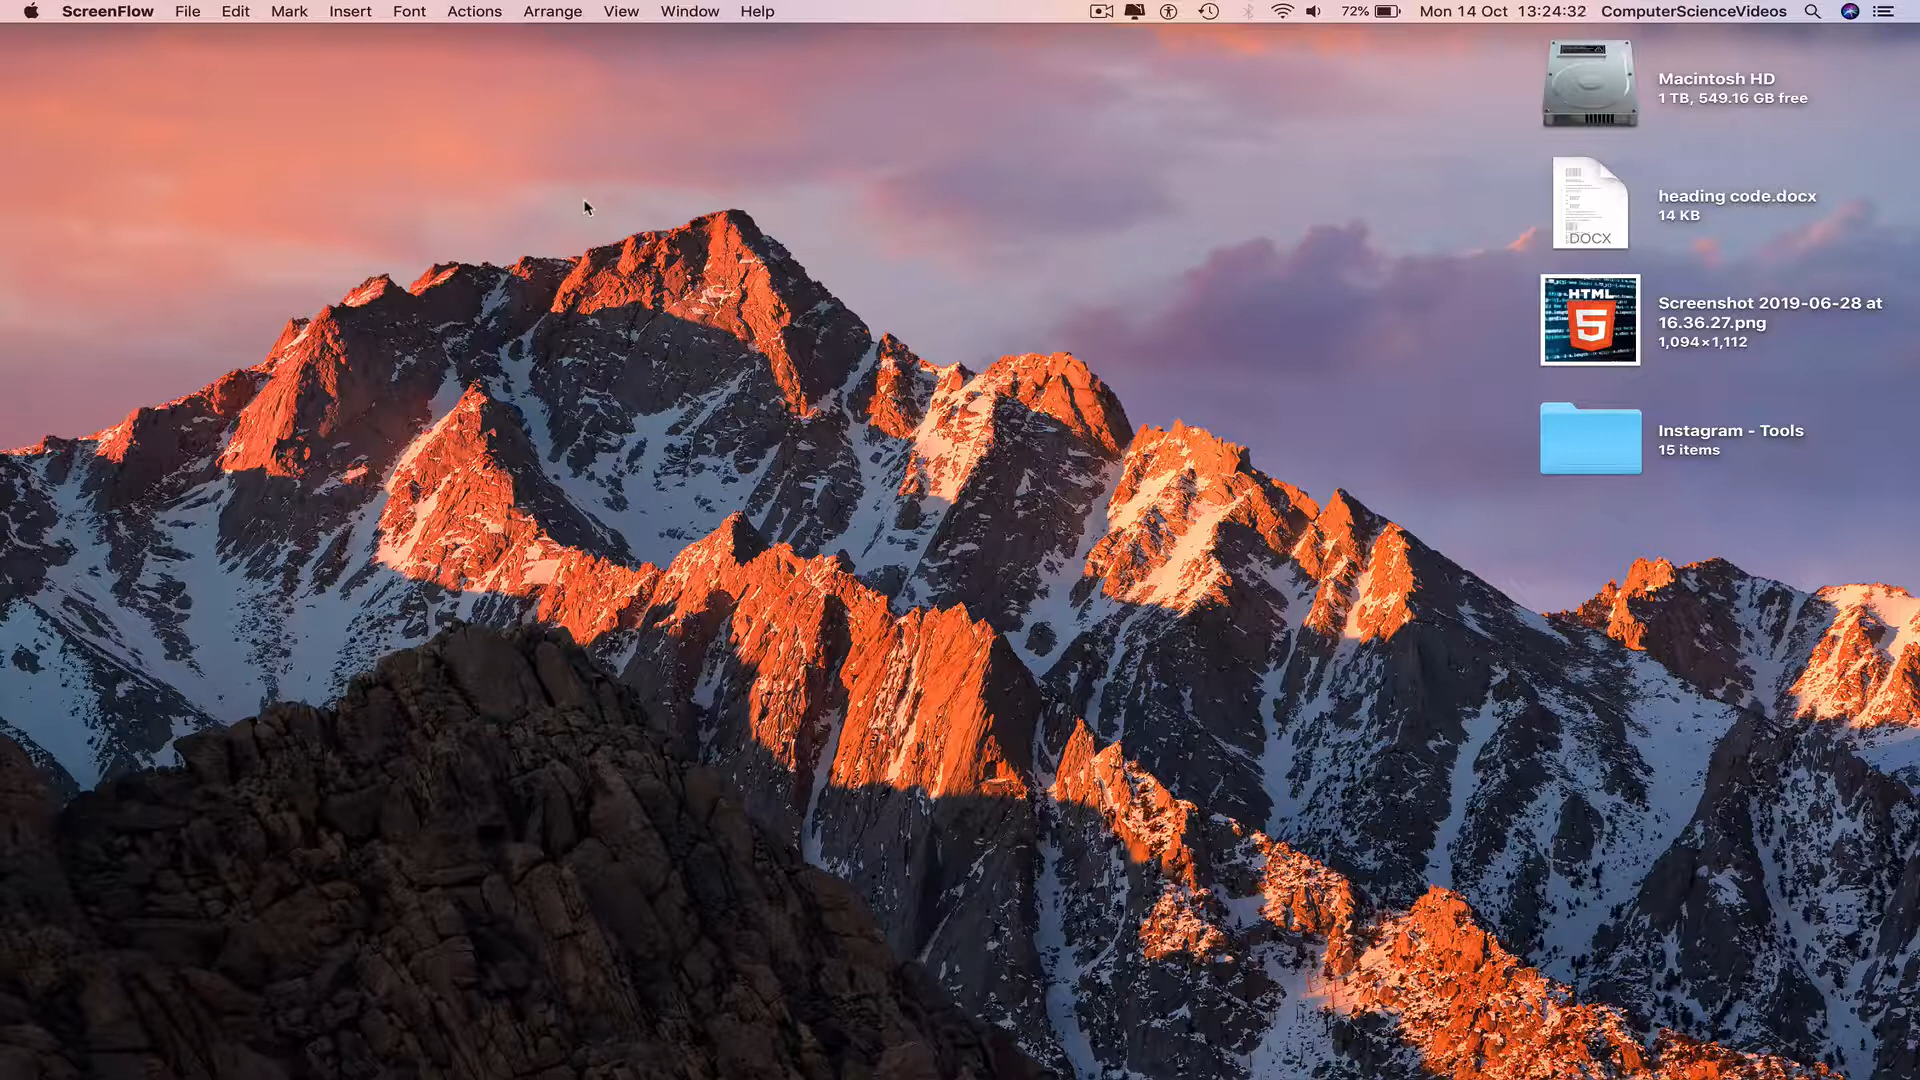 ScreenFlow File Edit Mark Insert Font Actions Arrange View Window Help 72% Mon 14 Oct 13:24:32 ComputerScienceVideos
Macintosh HD
1 TB, 549.16 GB free
DOCX
heading code.docx
14 KB
HTML
5
Screenshot 2019-06-28 at
16.36.27.png
1,094×1,112
Instagram - Tools
15 items